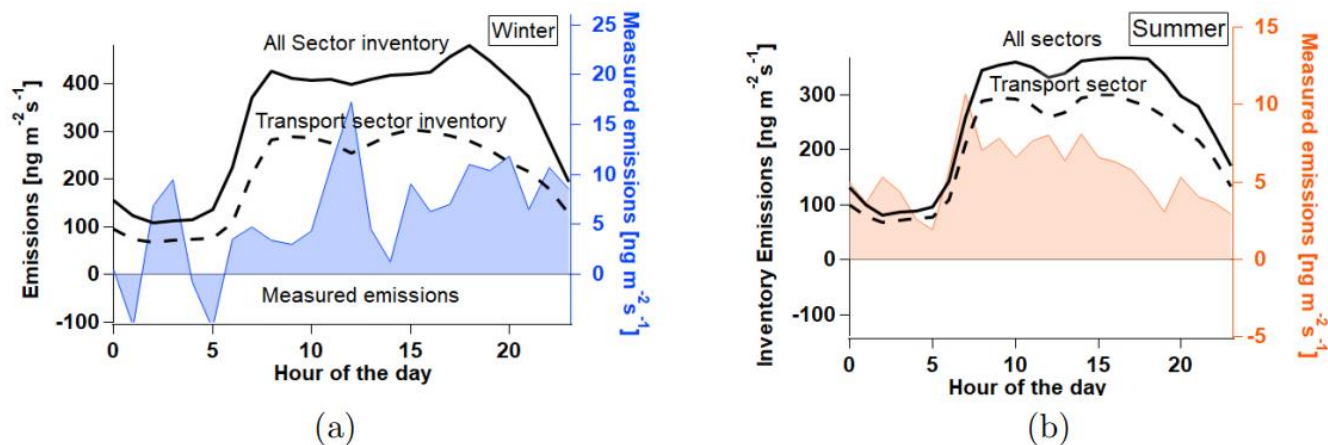 Winter
All Sector inventory
Transport sector inventory
Measured emissions
Emissions [ng m⁻² s⁻¹]
400
300
200
100
0
-100
0
5
10
15
20
Hour of the day
25
20
15
10
5
0
Measured emissions
[ng m⁻² s⁻¹]
(a)
Summer
All sectors
Transport sector
Inventory Emissions [ng m⁻² s⁻¹]
300
200
100
0
-100
0
5
10
15
20
Hour of the day
15
10
5
0
-5
Measured emissions
[ng m⁻² s⁻¹]
(b)